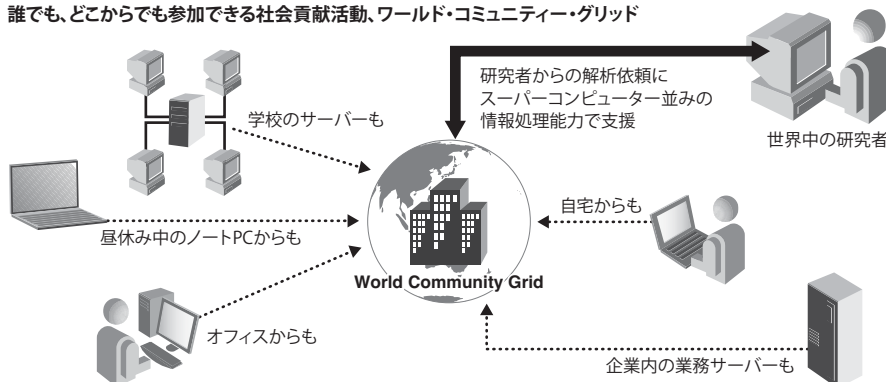 誰でも、どこからでも参加できる社会貢献活動、ワールド・コミュニティー・グリッド
研究者からの解析依頼に
スーパーコンピューター並みの
情報処理能力で支援
世界中の研究者
学校のサーバーも
昼休み中のノートPCからも
自宅からも
World Community Grid
オフィスからも
企業内の業務サーバーも